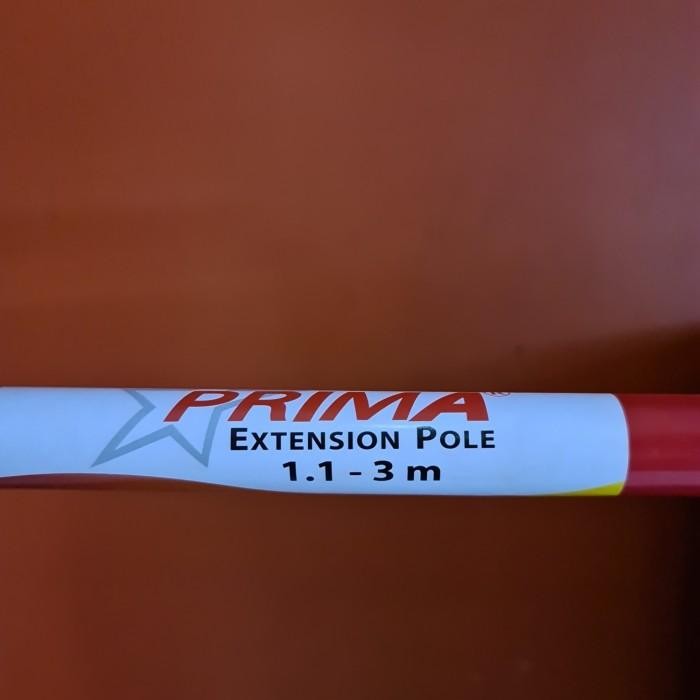 PRIMA®
EXTENSION POLE
1.1 - 3 m